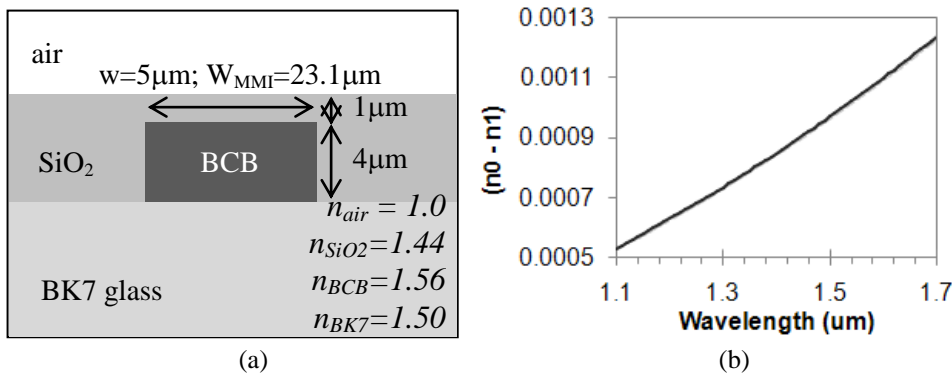 air
w=5μm; W_MMI=23.1μm
1μm
SiO₂
BCB
4μm
n_air = 1.0
n_SiO2=1.44
n_BCB=1.56
BK7 glass
n_BK7=1.50
(a)
0.0013
0.0011
0.0009
0.0007
0.0005
(n0 - n1)
1.1 1.3 1.5 1.7
Wavelength (um)
(b)